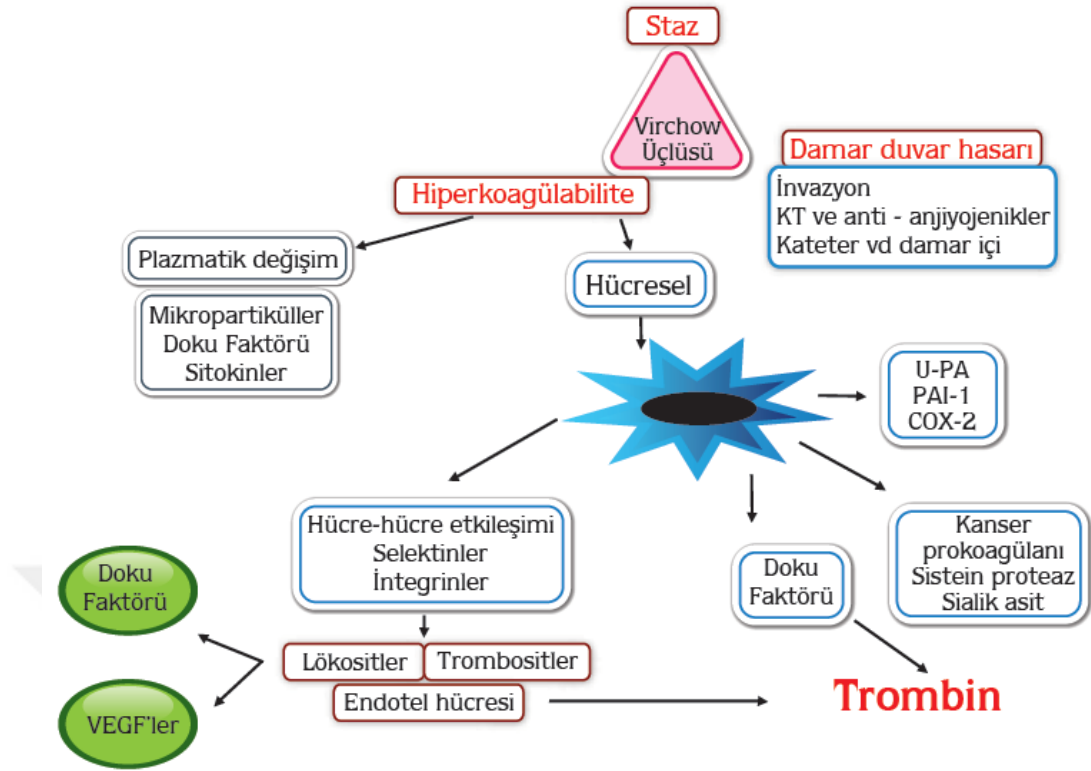 Staz
Virchow
Üçlüsü
Damar duvar hasarı
İnvazyon
KT ve anti - anjiyojenikler
Kateter vd damar içi
Hiperkoagülabilite
Plazmatik değişim
Mikropartiküller
Doku Faktörü
Sitokinler
Hücresel
U-PA
PAI-1
COX-2
Hücre-hücre etkileşimi
Selektinler
İntegrinler
Kanser
prokoagülanı
Sistein proteaz
Sialik asit
Doku
Faktörü
Doku
Faktörü
Lökositler
Trombositler
Endotel hücresi
Trombin
VEGF'ler